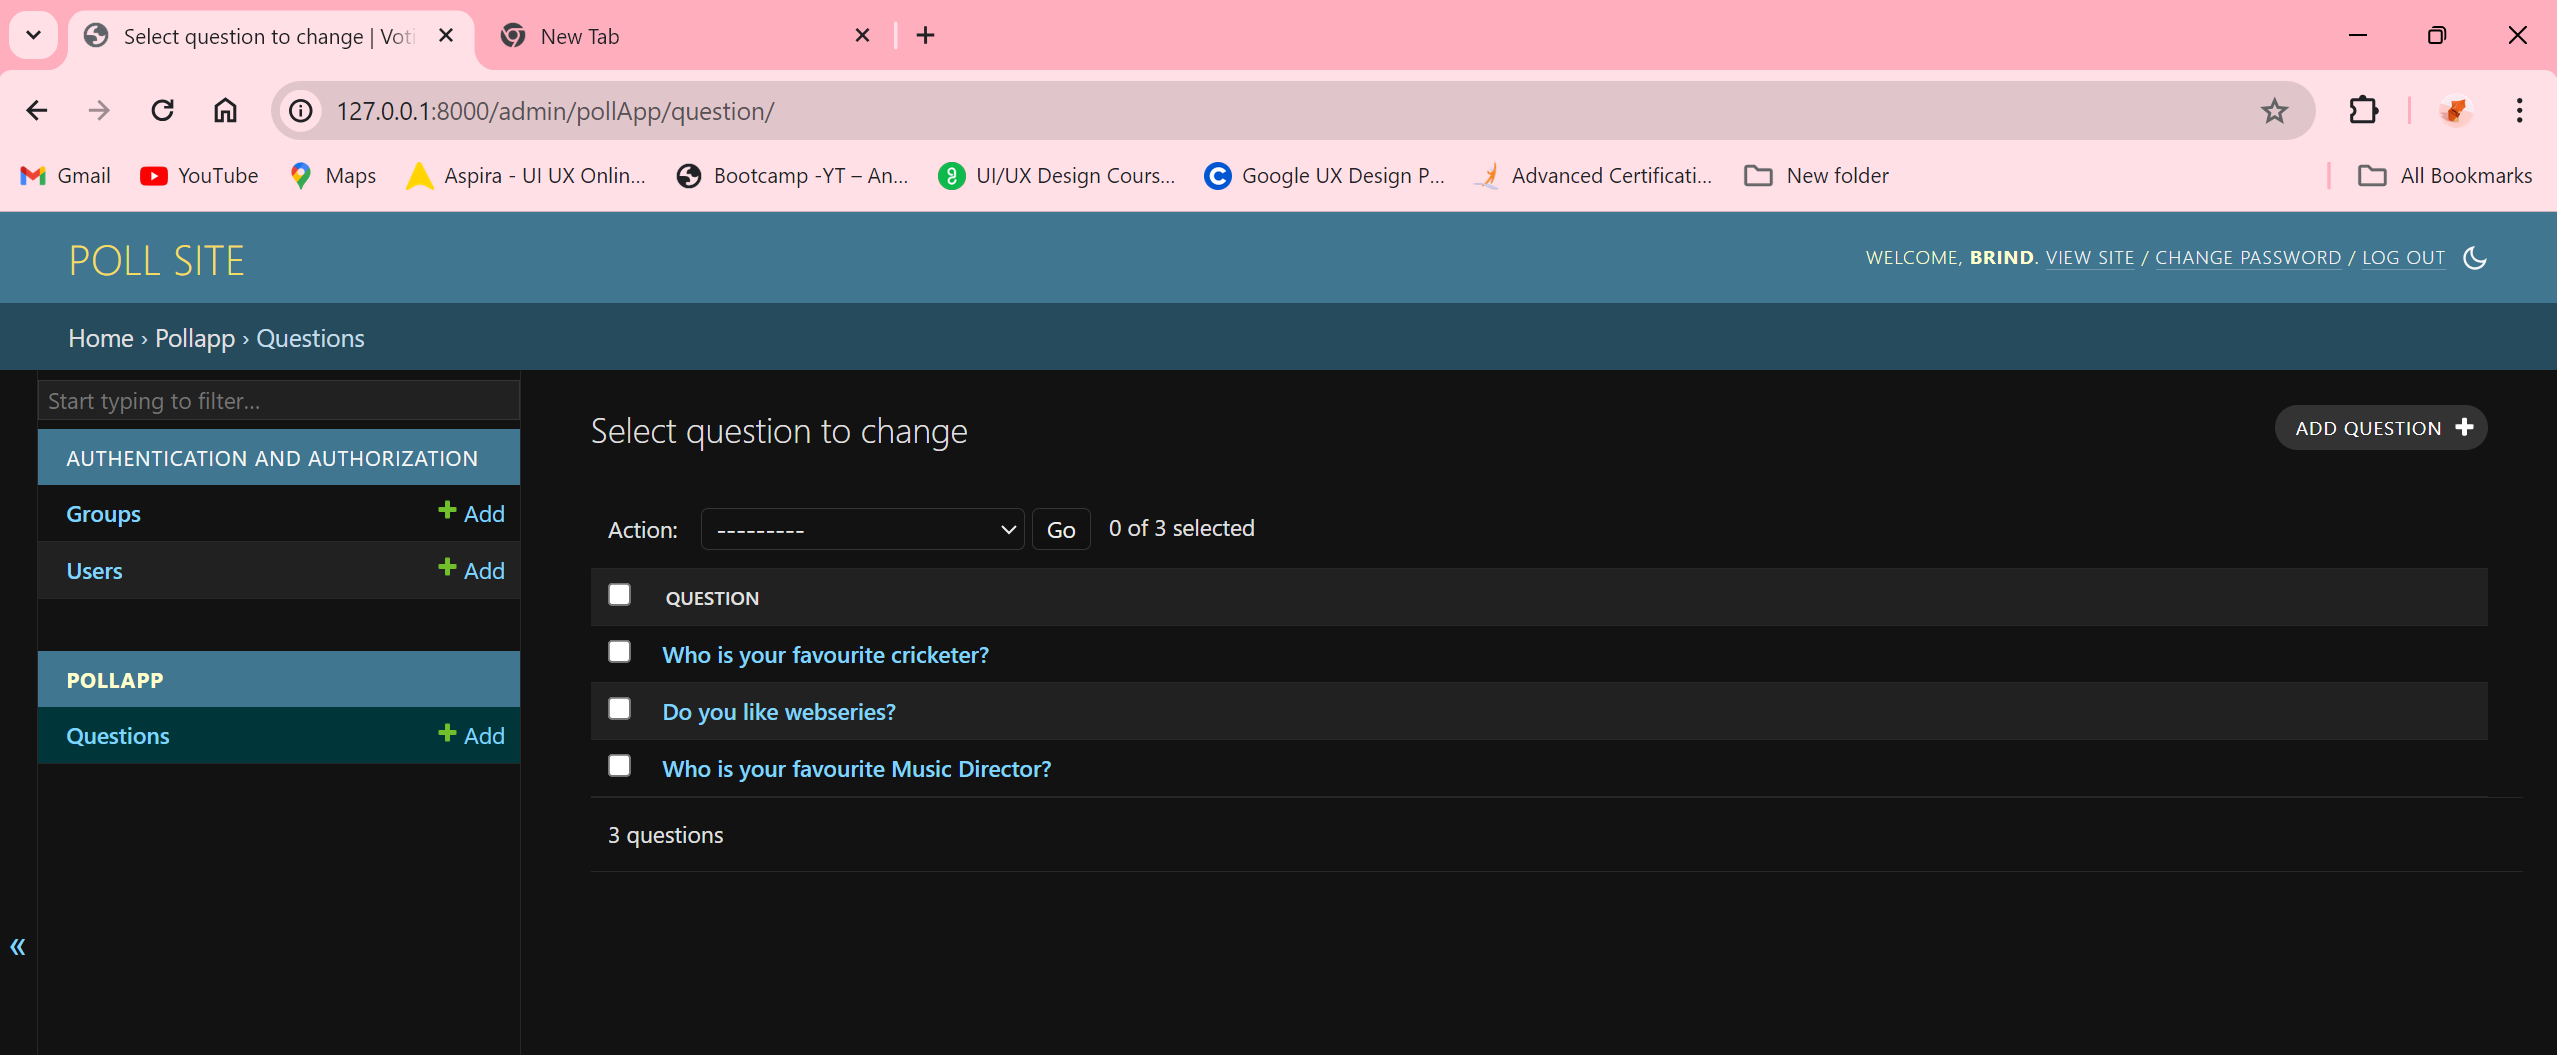 Select question to change | Voti
New Tab
127.0.0.1:8000/admin/pollApp/question/
Gmail
YouTube
Maps
Aspira - UI UX Onlin...
Bootcamp -YT – An...
UI/UX Design Cours...
Google UX Design P...
Advanced Certificati...
New folder
All Bookmarks
POLL SITE
WELCOME, BRIND. VIEW SITE / CHANGE PASSWORD / LOG OUT
Home › Pollapp › Questions
Start typing to filter...
AUTHENTICATION AND AUTHORIZATION
Groups
Add
Users
Add
POLLAPP
Questions
Add
«
Select question to change
ADD QUESTION
Action: --------- Go 0 of 3 selected
QUESTION
Who is your favourite cricketer?
Do you like webseries?
Who is your favourite Music Director?
3 questions